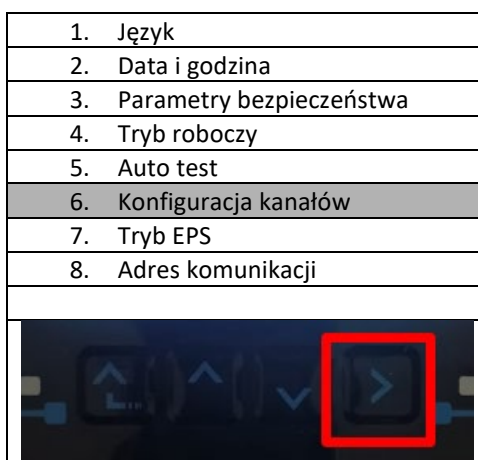 1. Język
2. Data i godzina
3. Parametry bezpieczeństwa
4. Tryb roboczy
5. Auto test
6. Konfiguracja kanałów
7. Tryb EPS
8. Adres komunikacji